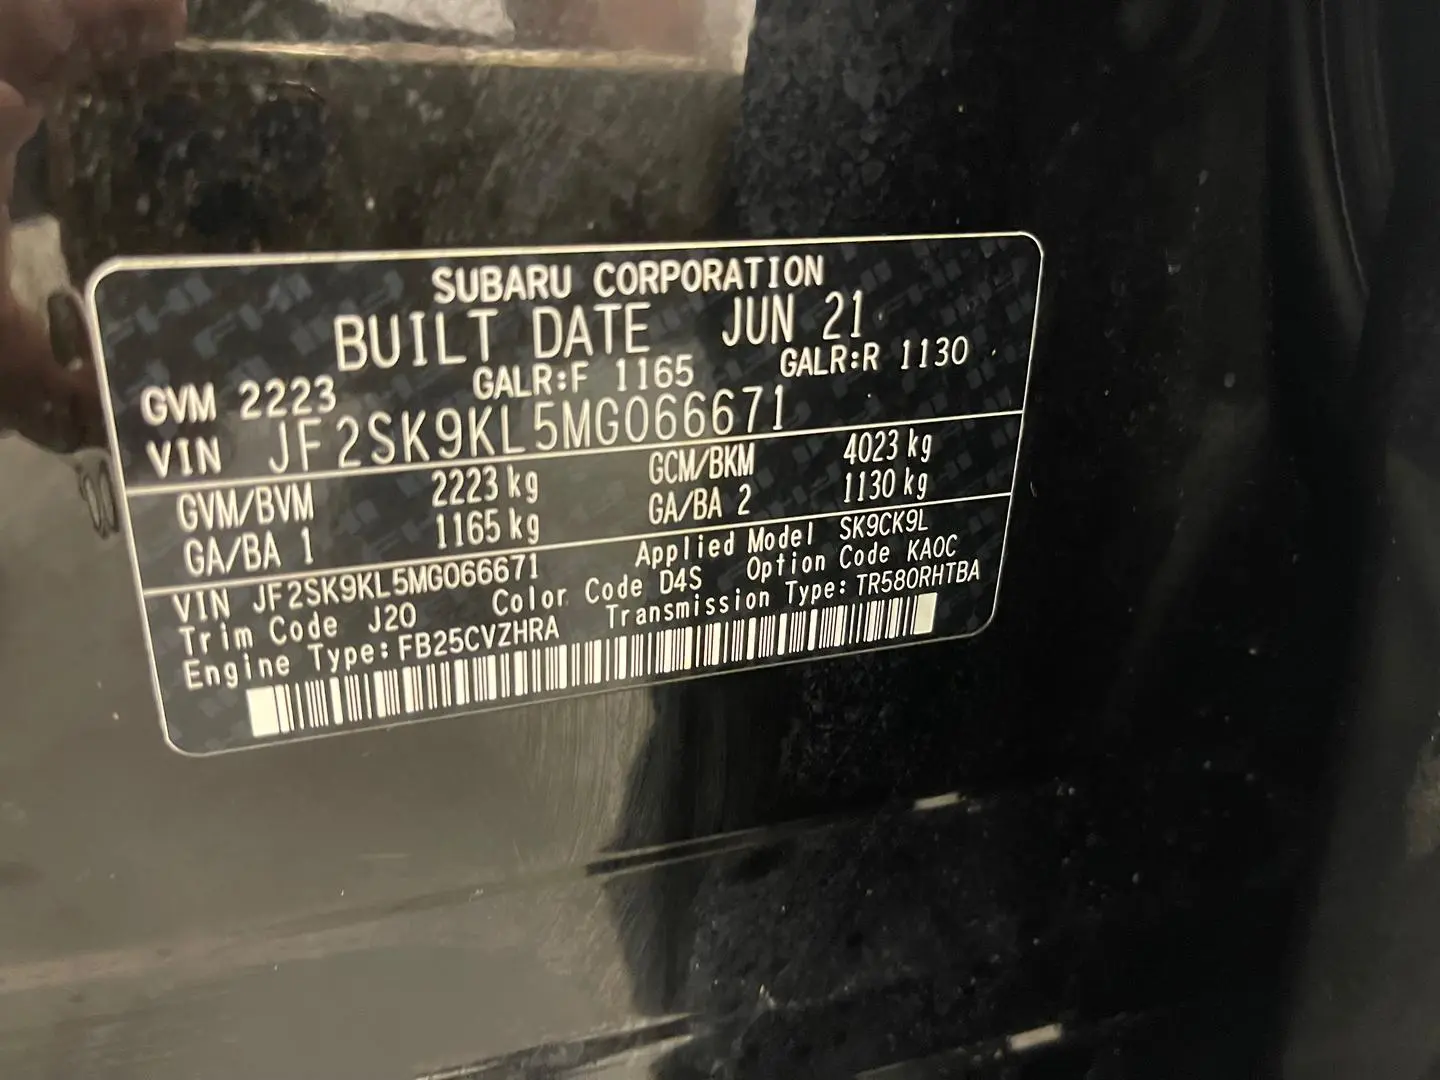 SUBARU CORPORATION
BUILT DATE JUN 21
GVM 2223 GALR:F 1165 GALR:R 1130
VIN JF2SK9KL5MG066671
GVM/BVM 2223 kg GCM/BKM 4023 kg
GA/BA 1 1165 kg GA/BA 2 1130 kg
VIN JF2SK9KL5MG066671 Applied Model SK9CK9L
Trim Code J20 Color Code D4S Option Code KA0C
Engine Type: FB25CVZHRA Transmission Type: TR580RHTBA